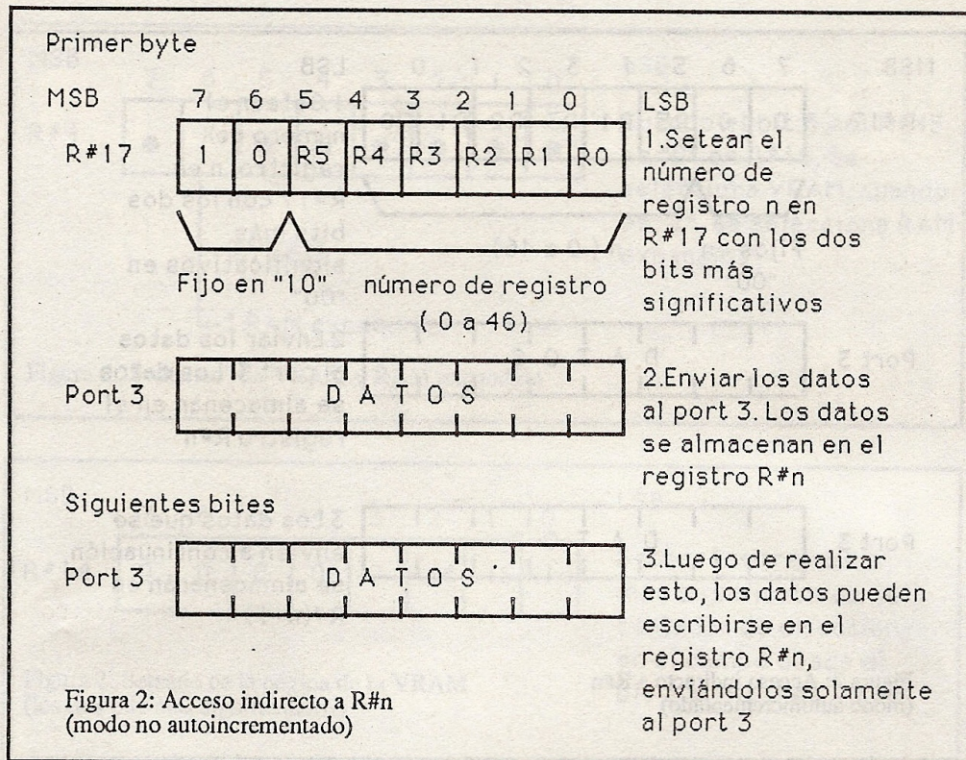 Primer byte
MSB 7 6 5 4 3 2 1 0 LSB
R#17 1 0 R5 R4 R3 R2 R1 R0
1.Setear el
número de
registro n en
R#17 con los dos
bits más
significativos
Fijo en "10" número de registro
( 0 a 46)
Port 3 D A T O S
2.Enviar los datos
al port 3. Los datos
se almacenan en el
registro R#n
Siguientes bites
Port 3 D A T O S
3.Luego de realizar
esto, los datos pueden
escribirse en el
registro R#n,
enviándolos solamente
al port 3
Figura 2: Acceso indirecto a R#n
(modo no autoincrementado)